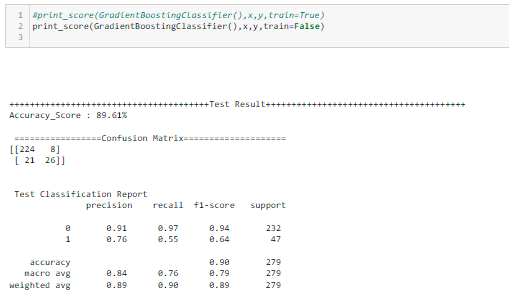 1 #print_score(GradientBoostingClassifier(),x,y,train=True)
2 print_score(GradientBoostingClassifier(),x,y,train=False)
3
+++++++++++++++++++++++++++++++++++++++Test Result+++++++++++++++++++++++++++++++++++++++
Accuracy_Score : 89.61%
=================Confusion Matrix===================
[[224 8]
[ 21 26]]
Test Classification Report
precision recall f1-score support
0 0.91 0.97 0.94 232
1 0.76 0.55 0.64 47
accuracy 0.90 279
macro avg 0.84 0.76 0.79 279
weighted avg 0.89 0.90 0.89 279